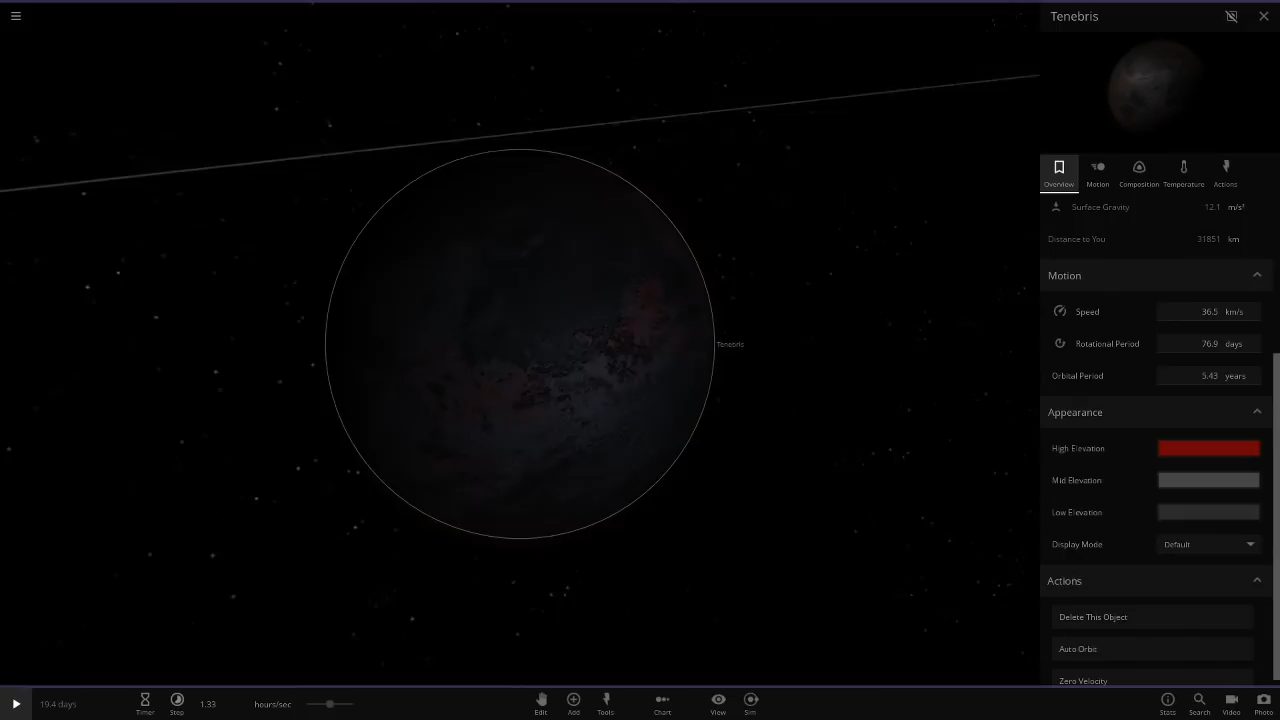 Tenebris
Overview Motion Composition Temperature Actions
Surface Gravity 12.1 m/s²
Distance to You 31851 km
Motion
Speed 36.5 km/s
Rotational Period 76.9 days
Tenebris
Orbital Period 5.43 years
Appearance
High Elevation
Mid Elevation
Low Elevation
Display Mode Default
Actions
Delete This Object
Auto Orbit
Zero Velocity
19.4 days Timer Step 1.33 hours/sec Edit Add Tools Chart View Sim Stats Search Video Photo